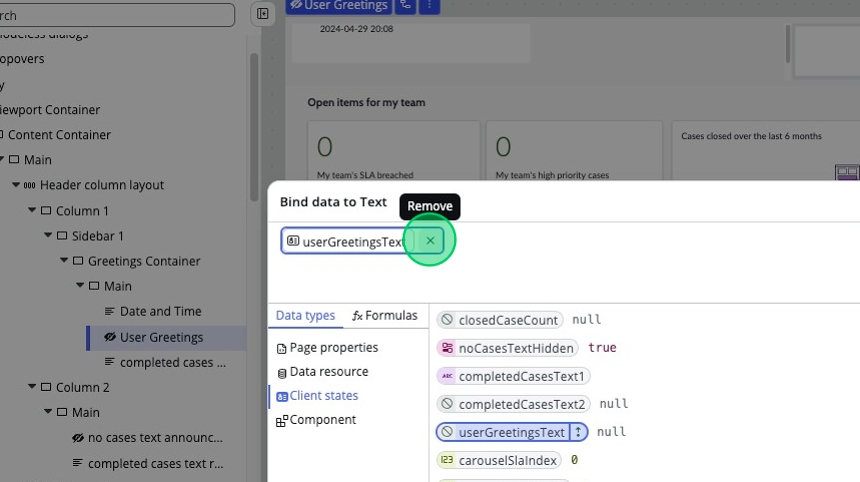 rch
User Greetings
2024-04-29 20:08
opovers
y
iewport Container
Content Container
Main
Header column layout
Column 1
Sidebar 1
Greetings Container
Main
Date and Time
User Greetings
completed cases ...
Column 2
Main
no cases text announc...
completed cases text r...
Open items for my team
0
My team's SLA breached
0
My team's high priority cases
Cases closed over the last 6 months
Bind data to Text
Remove
userGreetingsText
Data types
fx Formulas
Page properties
Data resource
Client states
Component
closedCaseCount null
noCasesTextHidden true
ABC completedCasesText1
completedCasesText2 null
userGreetingsText null
123 carouselSlaIndex 0